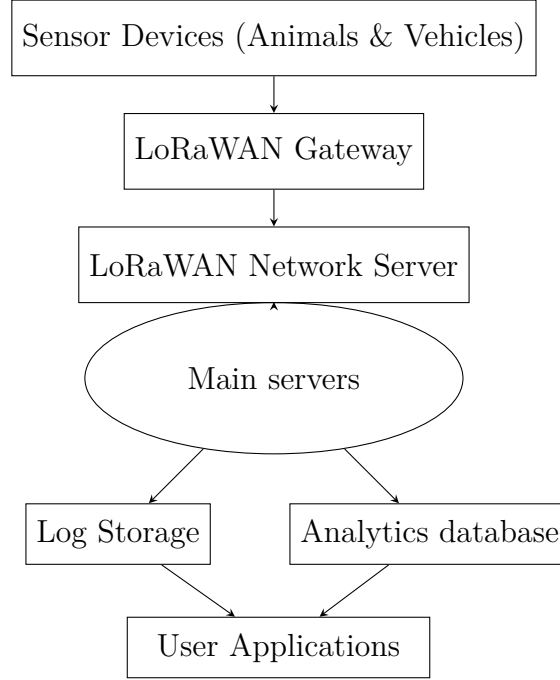 Sensor Devices (Animals & Vehicles)
LoRaWAN Gateway
LoRaWAN Network Server
Main servers
Log Storage
Analytics database
User Applications